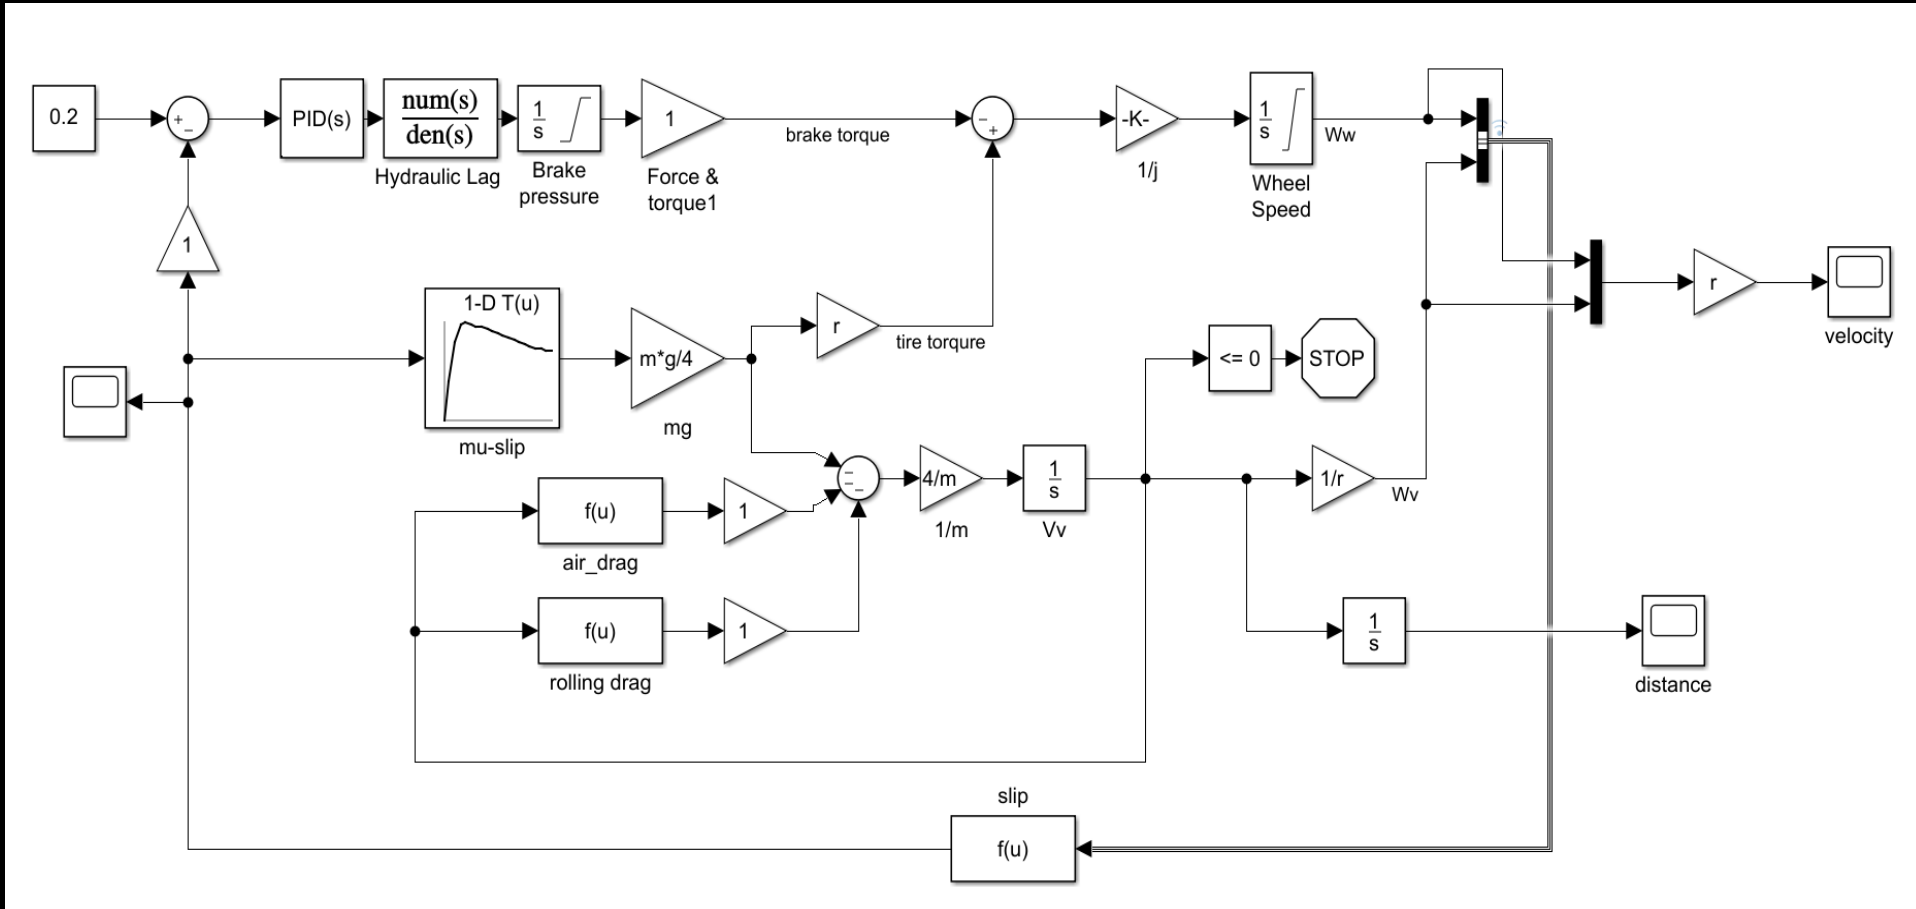 0.2
+
−
PID(s)
num(s)
den(s)
Hydraulic Lag
1
s
Brake
pressure
1
Force &
torque1
brake torque
−
+
-K-
1/j
1
s
Wheel
Speed
Ww
1
1-D T(u)
mu-slip
m*g/4
mg
r
tire torqure
<= 0
STOP
r
velocity
−
−
−
4/m
1/m
1
s
Vv
1/r
Wv
f(u)
air_drag
1
f(u)
rolling drag
1
1
s
distance
slip
f(u)